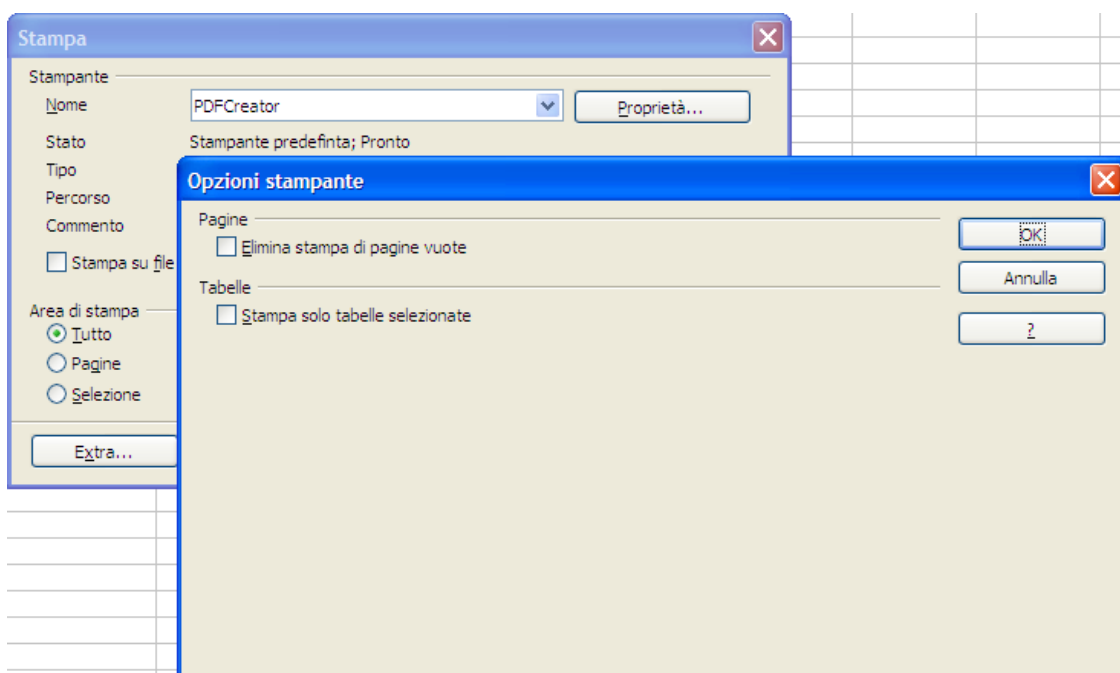 Stampa
Stampante
Nome PDFCreator Proprietà...
Stato Stampante predefinta; Pronto
Tipo
Percorso
Commento
Stampa su file
Area di stampa
Tutto
Pagine
Selezione
Extra...
Opzioni stampante
Pagine
Elimina stampa di pagine vuote
Tabelle
Stampa solo tabelle selezionate
OK
Annulla
?